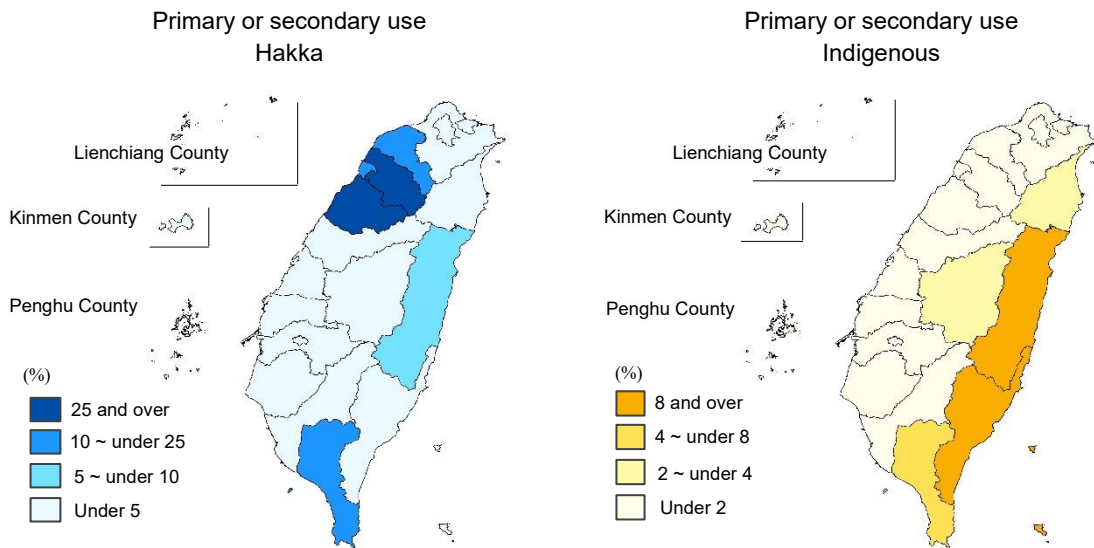 Primary or secondary use
Hakka
Lienchiang County
Kinmen County
Penghu County
(%)
25 and over
10 ~ under 25
5 ~ under 10
Under 5
Primary or secondary use
Indigenous
Lienchiang County
Kinmen County
Penghu County
(%)
8 and over
4 ~ under 8
2 ~ under 4
Under 2